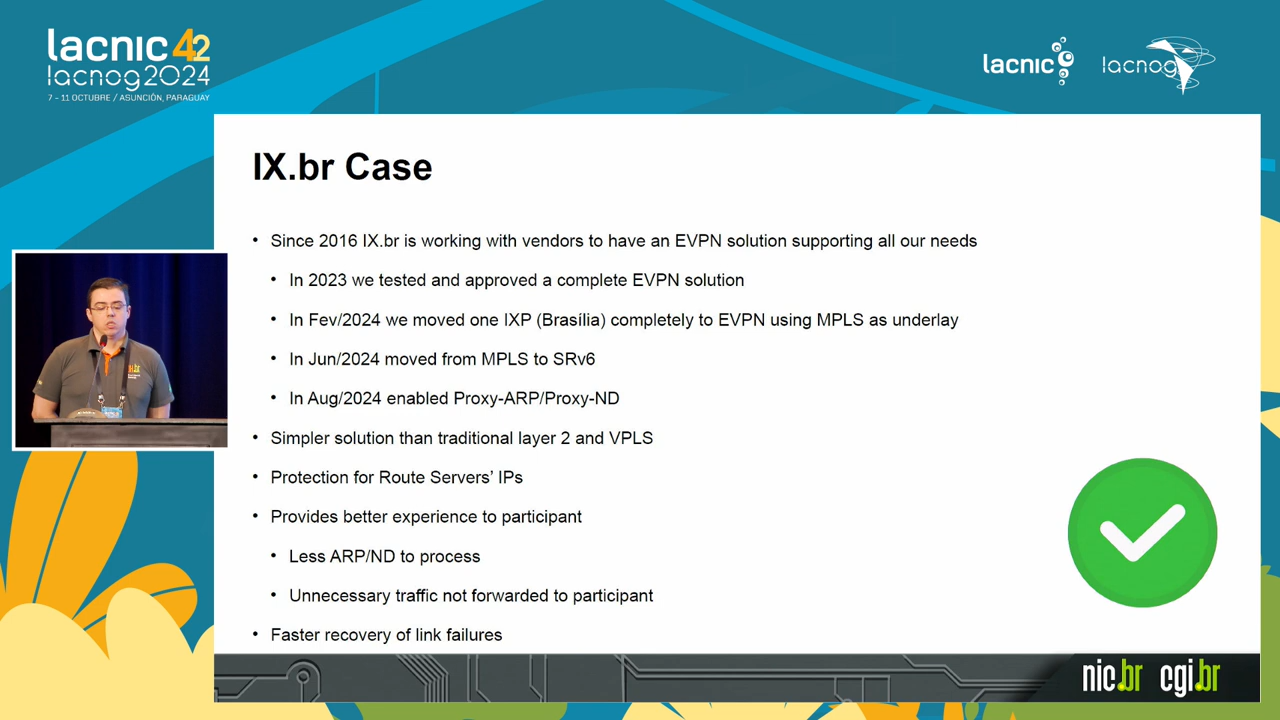 lacnic 42
lacnog2024
7 - 11 OCTUBRE / ASUNCIÓN, PARAGUAY
lacnic
lacnog
IX.br Case
• Since 2016 IX.br is working with vendors to have an EVPN solution supporting all our needs
• In 2023 we tested and approved a complete EVPN solution
• In Fev/2024 we moved one IXP (Brasília) completely to EVPN using MPLS as underlay
• In Jun/2024 moved from MPLS to SRv6
• In Aug/2024 enabled Proxy-ARP/Proxy-ND
• Simpler solution than traditional layer 2 and VPLS
• Protection for Route Servers’ IPs
• Provides better experience to participant
• Less ARP/ND to process
• Unnecessary traffic not forwarded to participant
• Faster recovery of link failures
nic.br cgi.br